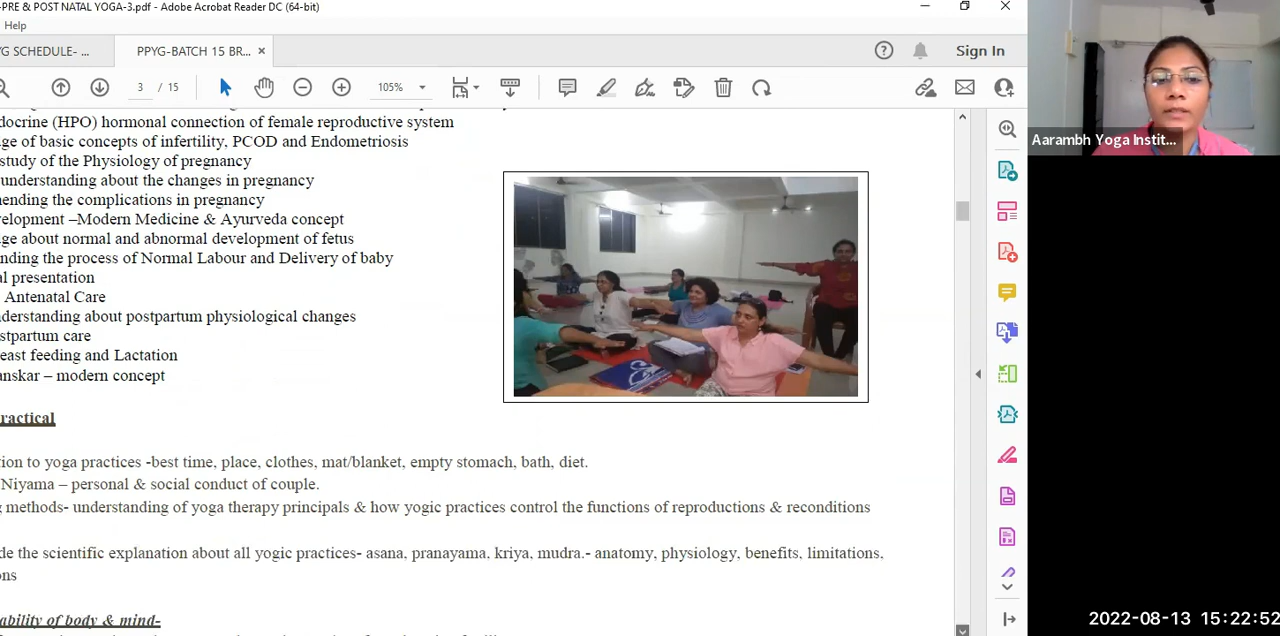 -PRE & POST NATAL YOGA-3.pdf - Adobe Acrobat Reader DC (64-bit)
Help
G SCHEDULE- ...
PPYG-BATCH 15 BR... ×
Sign In
3 / 15
105%
docrine (HPO) hormonal connection of female reproductive system
ge of basic concepts of infertility, PCOD and Endometriosis
study of the Physiology of pregnancy
understanding about the changes in pregnancy
nending the complications in pregnancy
velopment –Modern Medicine & Ayurveda concept
ge about normal and abnormal development of fetus
nding the process of Normal Labour and Delivery of baby
al presentation
Antenatal Care
nderstanding about postpartum physiological changes
stpartum care
east feeding and Lactation
anskar – modern concept
ractical
tion to yoga practices -best time, place, clothes, mat/blanket, empty stomach, bath, diet.
Niyama – personal & social conduct of couple.
g methods- understanding of yoga therapy principals & how yogic practices control the functions of reproductions & reconditions
de the scientific explanation about all yogic practices- asana, pranayama, kriya, mudra.- anatomy, physiology, benefits, limitations,
ons
ability of body & mind-
Aarambh Yoga Instit...
2022-08-13 15:22:52